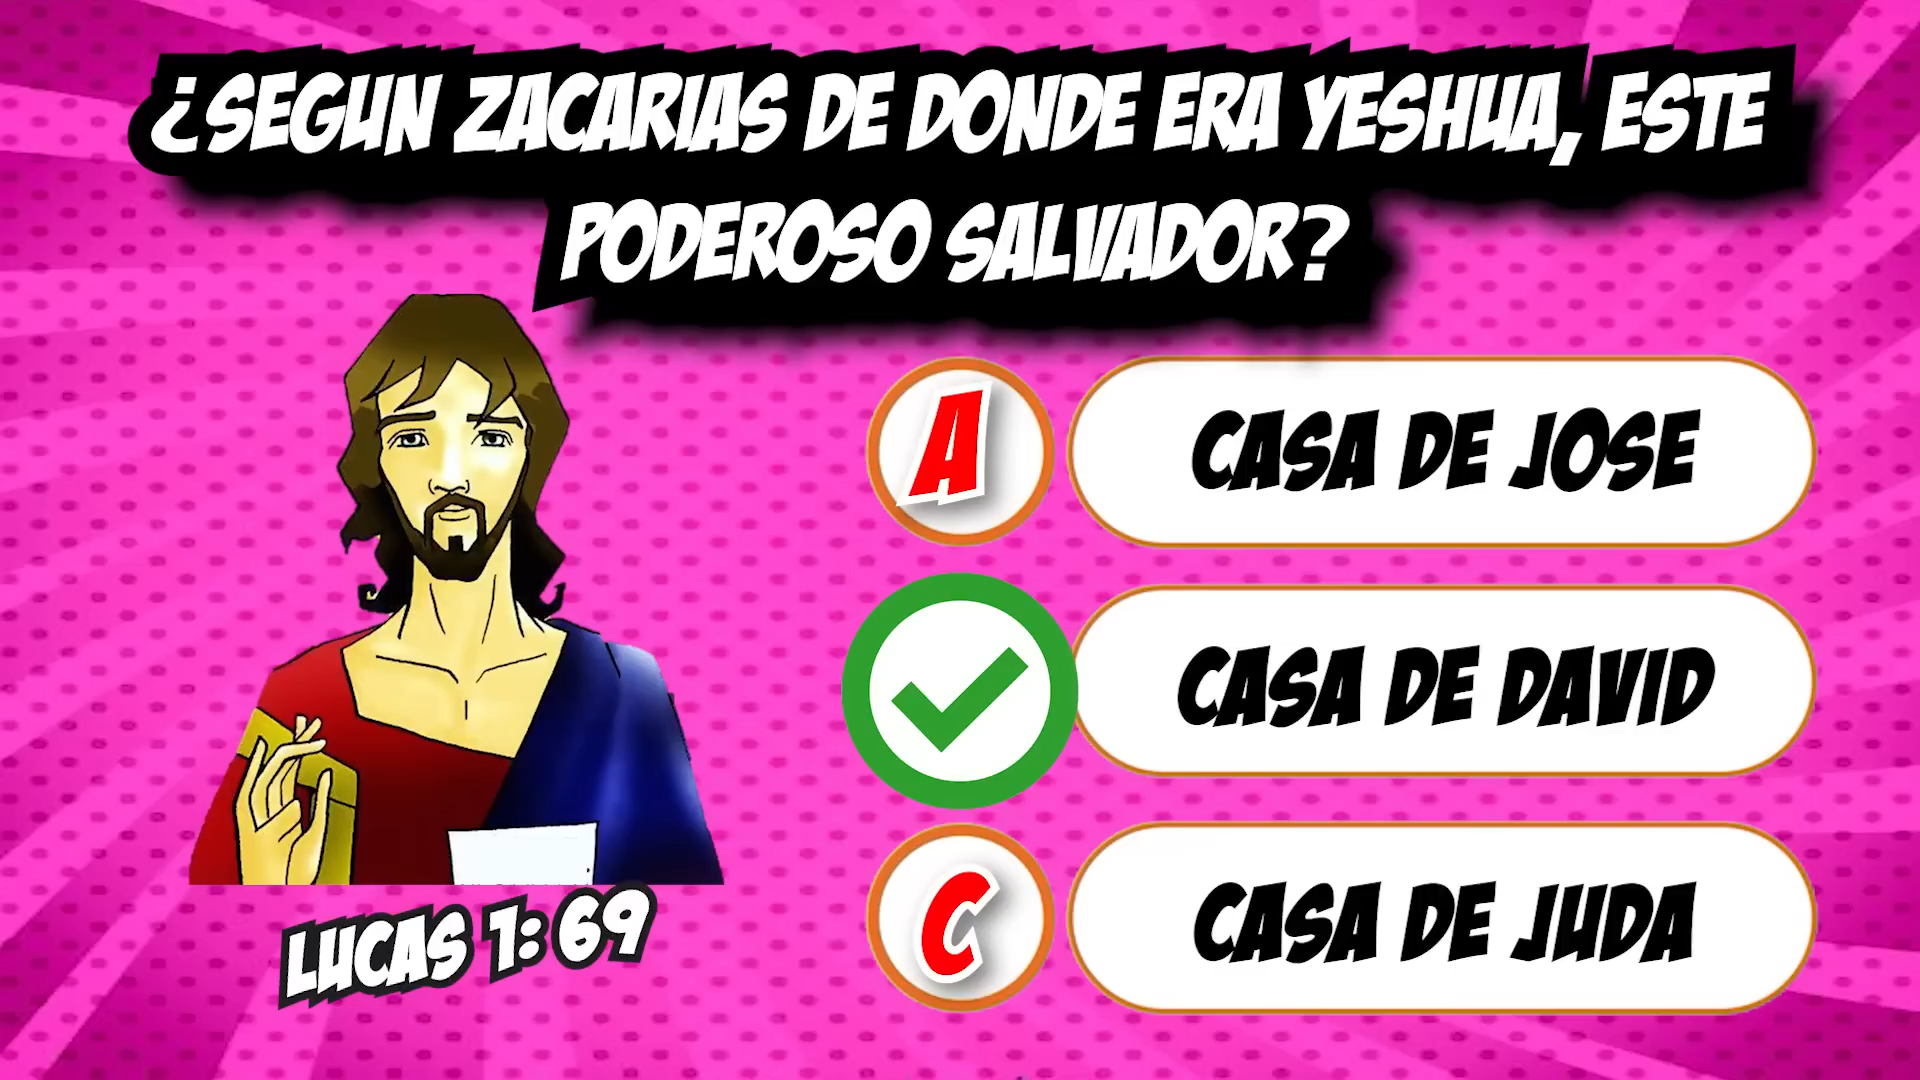 ¿SEGUN ZACARIAS DE DONDE ERA YESHUA, ESTE
PODEROSO SALVADOR?
A
CASA DE JOSE
CASA DE DAVID
C
CASA DE JUDA
LUCAS 1: 69